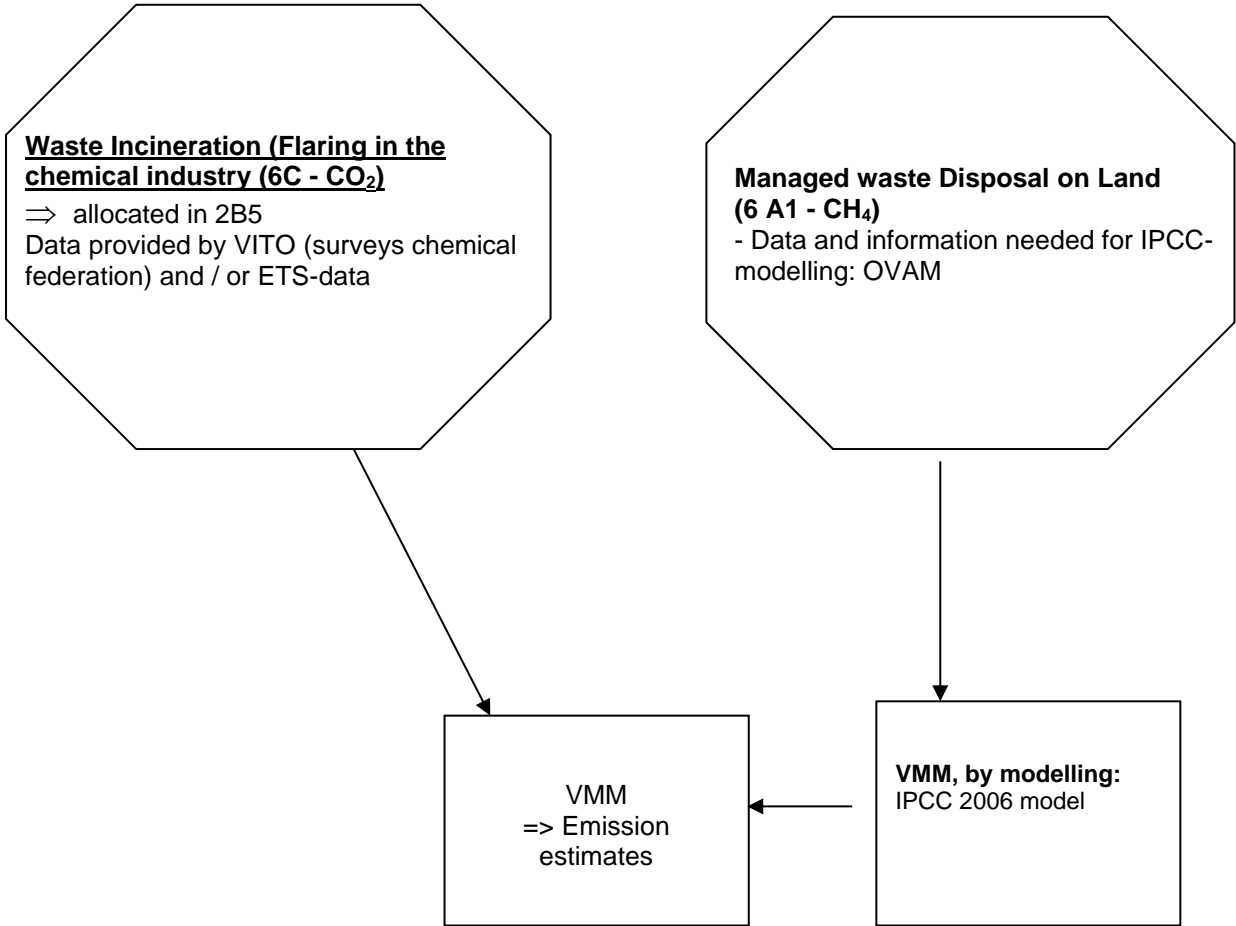 Waste Incineration (Flaring in the
chemical industry (6C - CO₂)
⇒ allocated in 2B5
Data provided by VITO (surveys chemical
federation) and / or ETS-data
Managed waste Disposal on Land
(6 A1 - CH₄)
- Data and information needed for IPCC-
modelling: OVAM
VMM
=> Emission
estimates
VMM, by modelling:
IPCC 2006 model